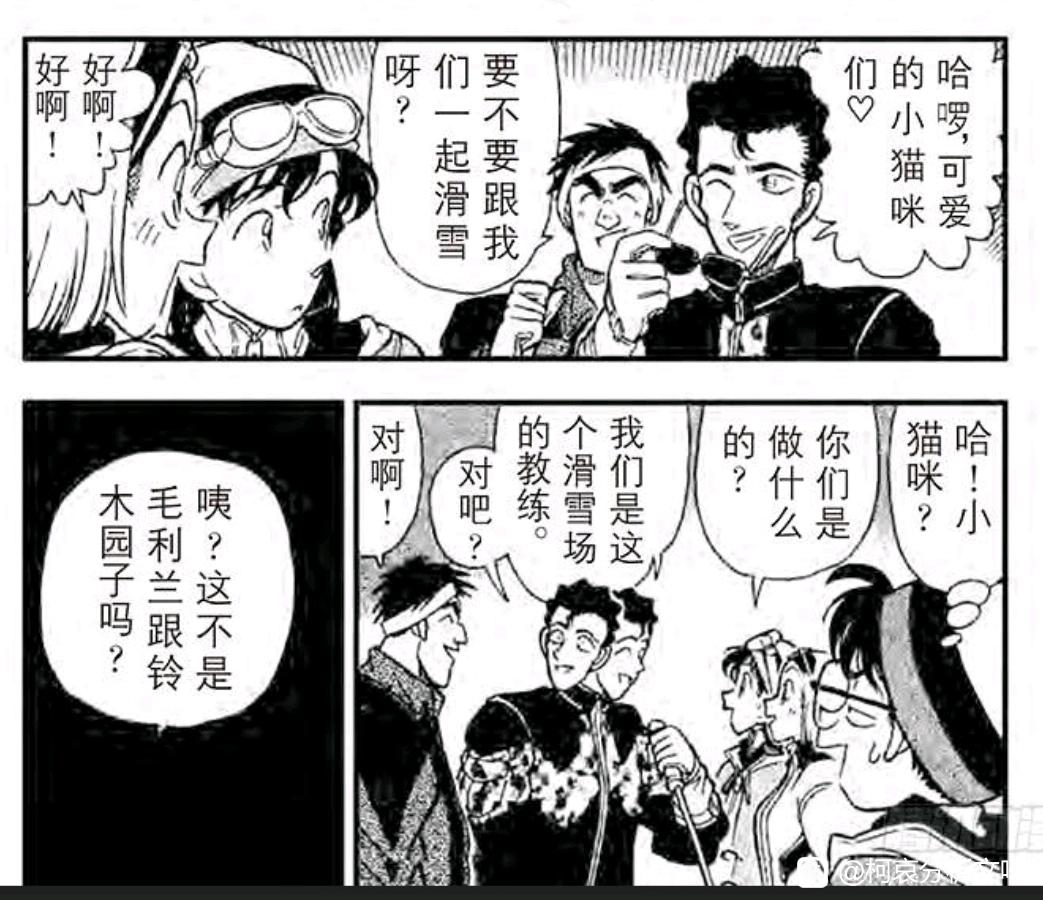 哈啰，可爱
的小猫咪
们♡
要不要跟我
们一起滑雪
呀？
好啊！
好啊！
哈！小
猫咪？
你们是
做什么
的？
我们是这
个滑雪场
的教练。
对吧？
对啊！
咦？这不是
毛利兰跟铃
木园子吗？